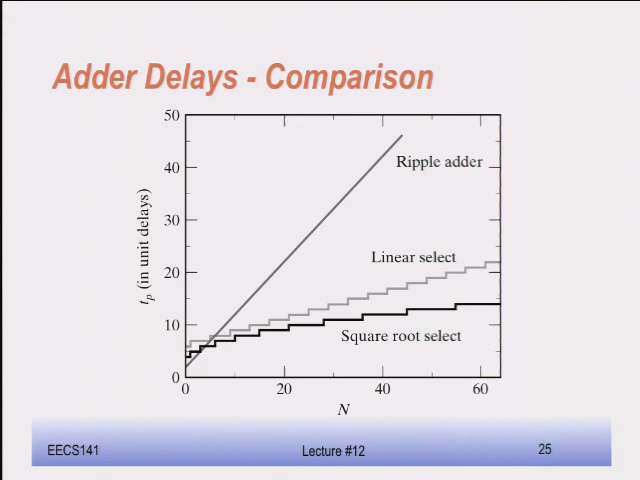 Adder Delays - Comparison
50
40
30
20
10
0
tp (in unit delays)
Ripple adder
Linear select
Square root select
0 20 40 60
N
EECS141 Lecture #12 25